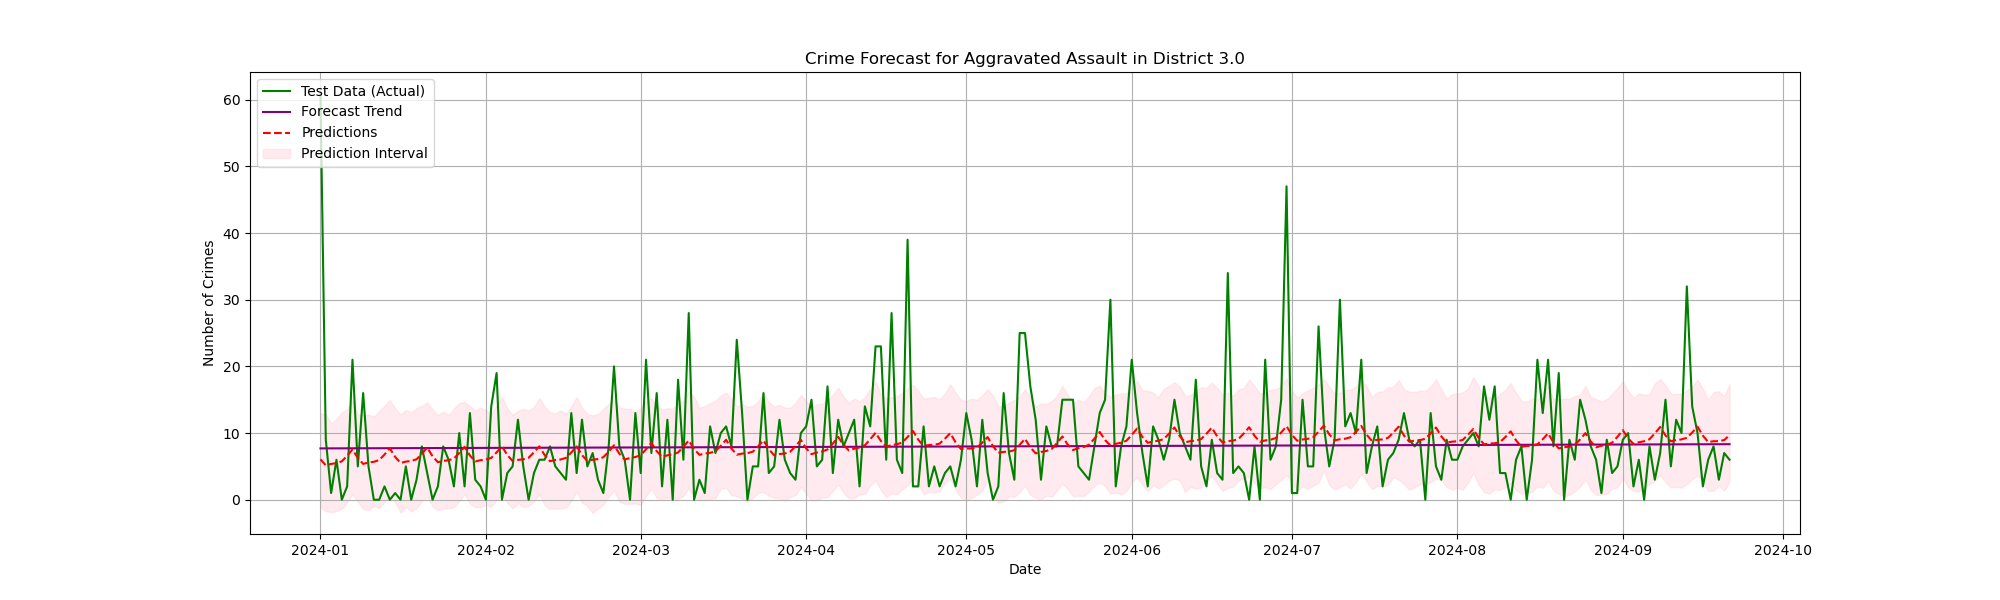 Crime Forecast for Aggravated Assault in District 3.0
Test Data (Actual)
Forecast Trend
Predictions
Prediction Interval
Number of Crimes
60
50
40
30
20
10
0
2024-01 2024-02 2024-03 2024-04 2024-05 2024-06 2024-07 2024-08 2024-09 2024-10
Date